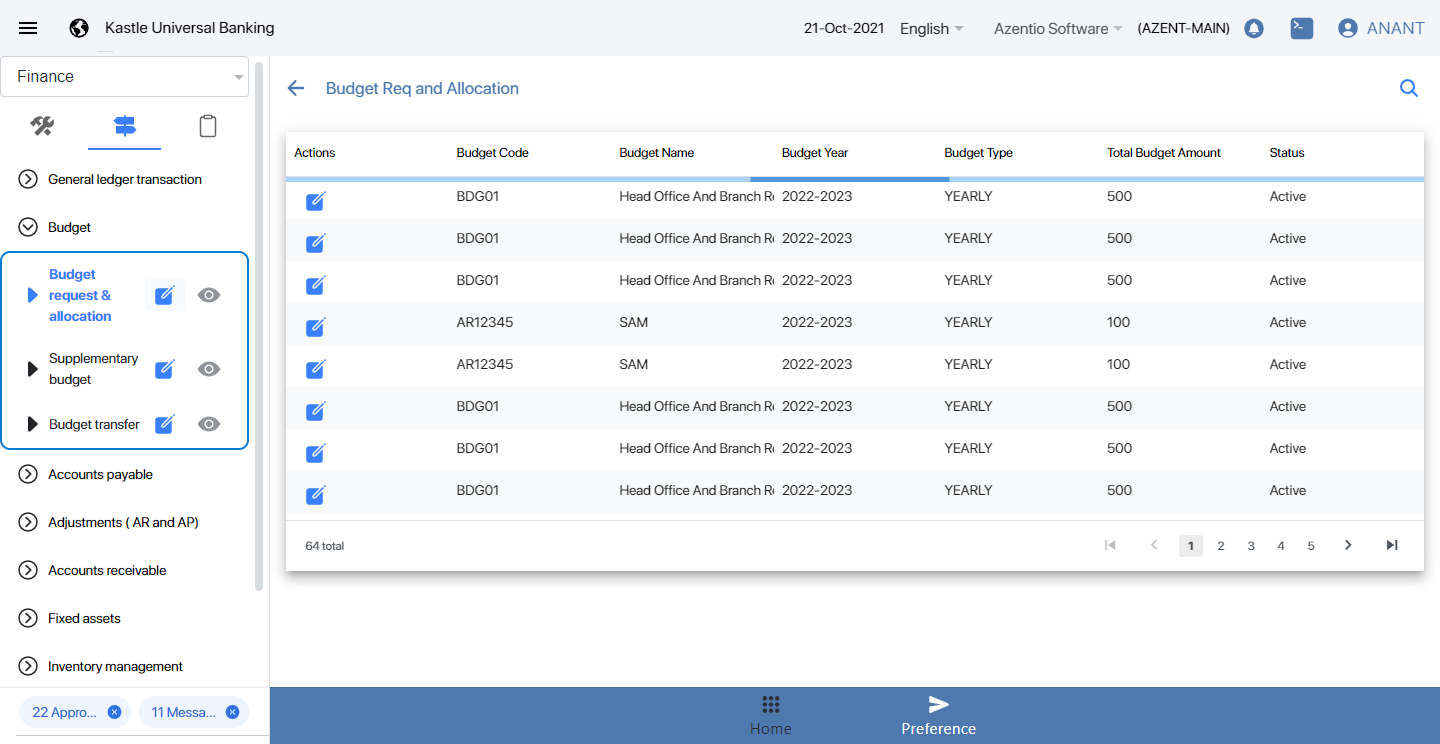 Kastle Universal Banking
21-Oct-2021 English Azentio Software (AZENT-MAIN) ANANT
Finance
General ledger transaction
Budget
Budget
request &
allocation
Supplementary
budget
Budget transfer
Accounts payable
Adjustments ( AR and AP)
Accounts receivable
Fixed assets
Inventory management
22 Appro...
11 Messa...
Budget Req and Allocation
Actions Budget Code Budget Name Budget Year Budget Type Total Budget Amount Status
BDG01 Head Office And Branch 2022-2023 YEARLY 500 Active
BDG01 Head Office And Branch 2022-2023 YEARLY 500 Active
BDG01 Head Office And Branch 2022-2023 YEARLY 500 Active
AR12345 SAM 2022-2023 YEARLY 100 Active
AR12345 SAM 2022-2023 YEARLY 100 Active
BDG01 Head Office And Branch 2022-2023 YEARLY 500 Active
BDG01 Head Office And Branch 2022-2023 YEARLY 500 Active
BDG01 Head Office And Branch 2022-2023 YEARLY 500 Active
64 total
1 2 3 4 5
Home
Preference